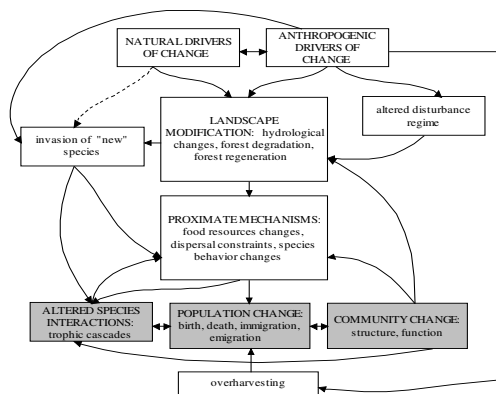 NATURAL DRIVERS
OF CHANGE
ANTHROPOGENIC
DRIVERS OF
CHANGE
LANDSCAPE
MODIFICATION: hydrological
changes, forest degradation,
forest regeneration
altered disturbance
regime
invasion of "new"
species
PROXIMATE MECHANISMS:
food resources changes,
dispersal constraints, species
behavior changes
ALTERED SPECIES
INTERACTIONS:
trophic cascades
POPULATION CHANGE:
birth, death, immigration,
emigration
COMMUNITY CHANGE:
structure, function
overharvesting